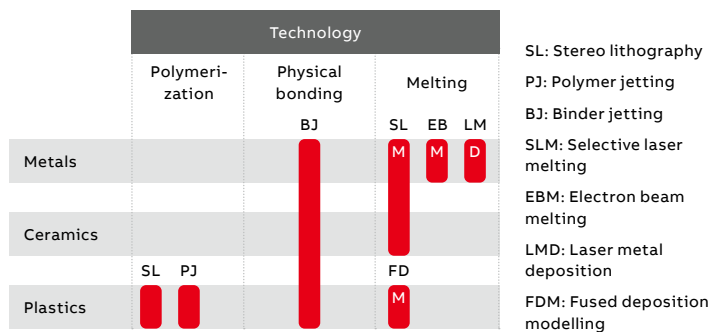 Technology
Polymeri-
zation
Physical
bonding
Melting
BJ
SL
EB
LM
Metals
M
M
D
Ceramics
SL
PJ
FD
Plastics
M
SL: Stereo lithography
PJ: Polymer jetting
BJ: Binder jetting
SLM: Selective laser
melting
EBM: Electron beam
melting
LMD: Laser metal
deposition
FDM: Fused deposition
modelling